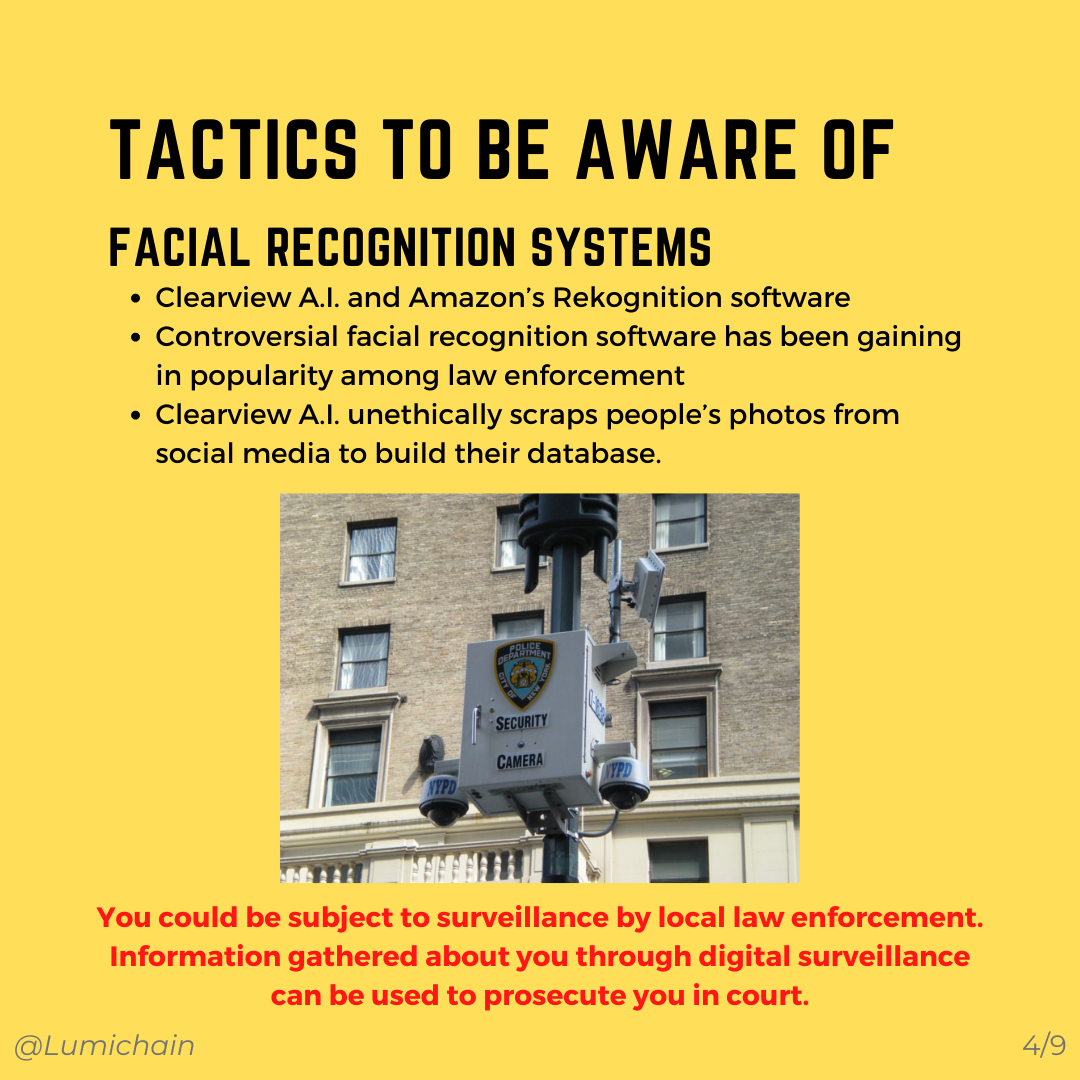 TACTICS TO BE AWARE OF
FACIAL RECOGNITION SYSTEMS
• Clearview A.I. and Amazon’s Rekognition software
• Controversial facial recognition software has been gaining
in popularity among law enforcement
• Clearview A.I. unethically scraps people’s photos from
social media to build their database.
POLICE
DEPARTMENT
CITY OF NEW YORK
SECURITY
CAMERA
NYPD
NYPD
You could be subject to surveillance by local law enforcement.
Information gathered about you through digital surveillance
can be used to prosecute you in court.
@Lumichain
4/9